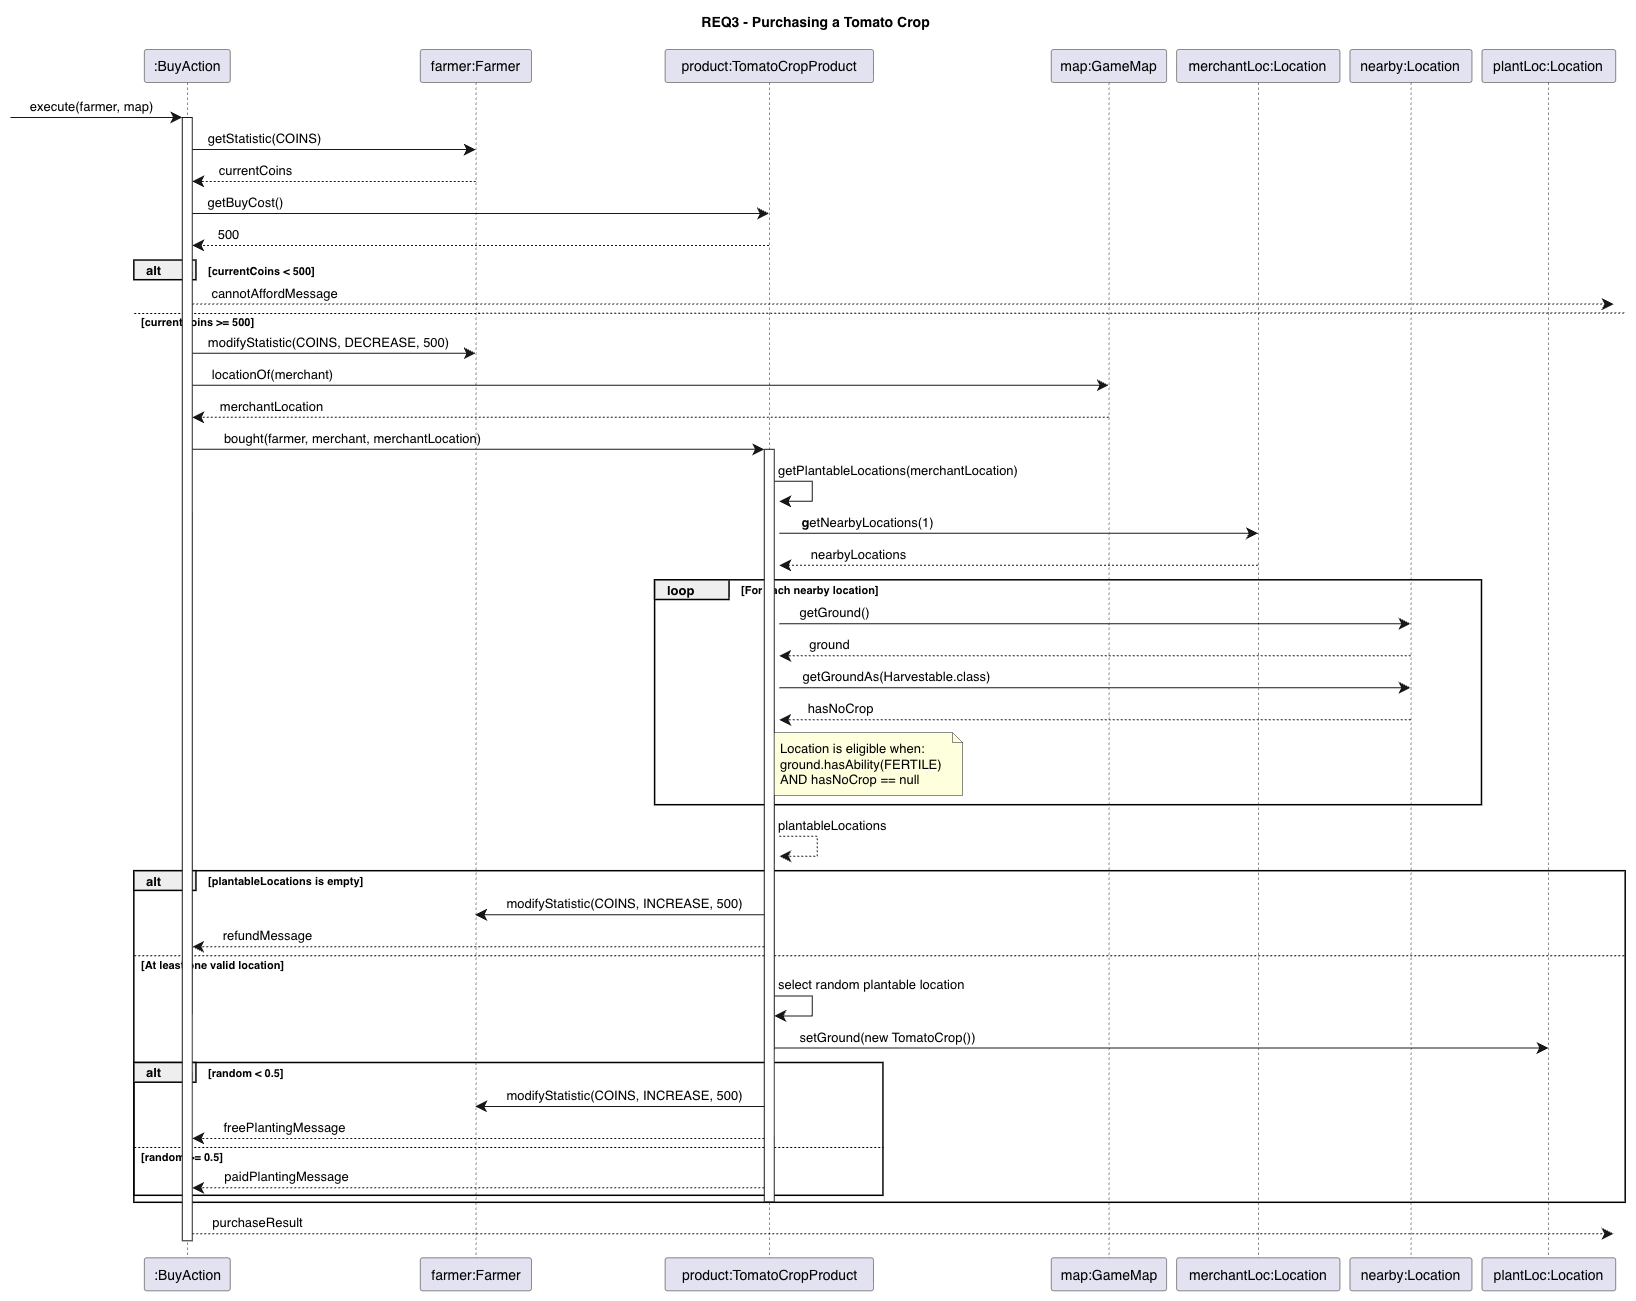 REQ3 - Purchasing a Tomato Crop
:BuyAction
farmer:Farmer
product:TomatoCropProduct
map:GameMap
merchantLoc:Location
nearby:Location
plantLoc:Location
execute(farmer, map)
getStatistic(COINS)
currentCoins
getBuyCost()
500
alt
[currentCoins < 500]
cannotAffordMessage
[currentCoins >= 500]
modifyStatistic(COINS, DECREASE, 500)
locationOf(merchant)
merchantLocation
bought(farmer, merchant, merchantLocation)
getPlantableLocations(merchantLocation)
getNearbyLocations(1)
nearbyLocations
loop
[For each nearby location]
getGround()
ground
getGroundAs(Harvestable.class)
hasNoCrop
Location is eligible when:
ground.hasAbility(FERTILE)
AND hasNoCrop == null
plantableLocations
alt
[plantableLocations is empty]
modifyStatistic(COINS, INCREASE, 500)
refundMessage
[At least one valid location]
select random plantable location
setGround(new TomatoCrop())
alt
[random < 0.5]
modifyStatistic(COINS, INCREASE, 500)
freePlantingMessage
[random >= 0.5]
paidPlantingMessage
purchaseResult
:BuyAction
farmer:Farmer
product:TomatoCropProduct
map:GameMap
merchantLoc:Location
nearby:Location
plantLoc:Location